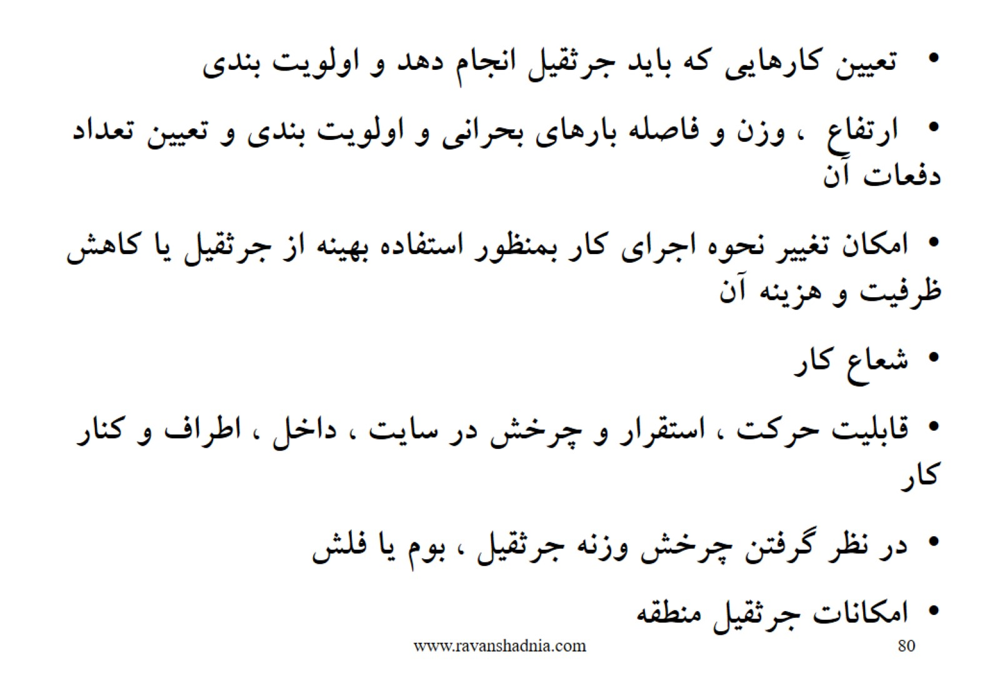 • تعیین کارهایی که باید جرثقیل انجام دهد و اولویت بندی
• ارتفاع ، وزن و فاصله بارهای بحرانی و اولویت بندی و تعیین تعداد
دفعات آن
• امکان تغییر نحوه اجرای کار بمنظور استفاده بهینه از جرثقیل یا کاهش
ظرفیت و هزینه آن
• شعاع کار
• قابلیت حرکت ، استقرار و چرخش در سایت ، داخل ، اطراف و کنار
کار
• در نظر گرفتن چرخش وزنه جرثقیل ، بوم یا فلش
• امکانات جرثقیل منطقه
www.ravanshadnia.com
80